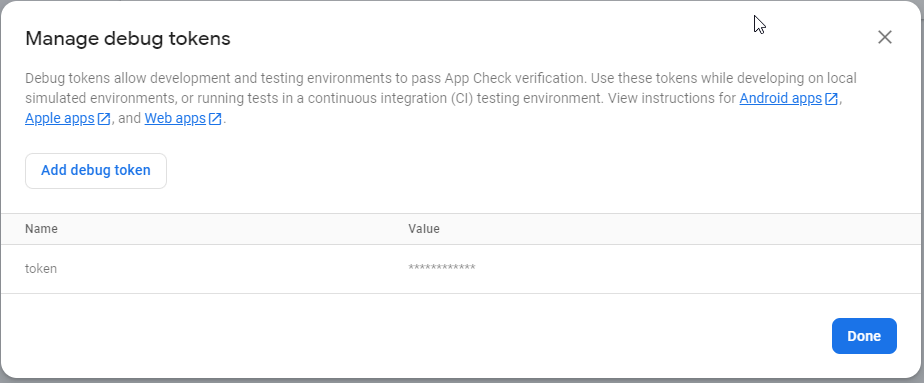 Manage debug tokens
Debug tokens allow development and testing environments to pass App Check verification. Use these tokens while developing on local
simulated environments, or running tests in a continuous integration (CI) testing environment. View instructions for Android apps,
Apple apps, and Web apps.
Add debug token
Name Value
token ************
Done